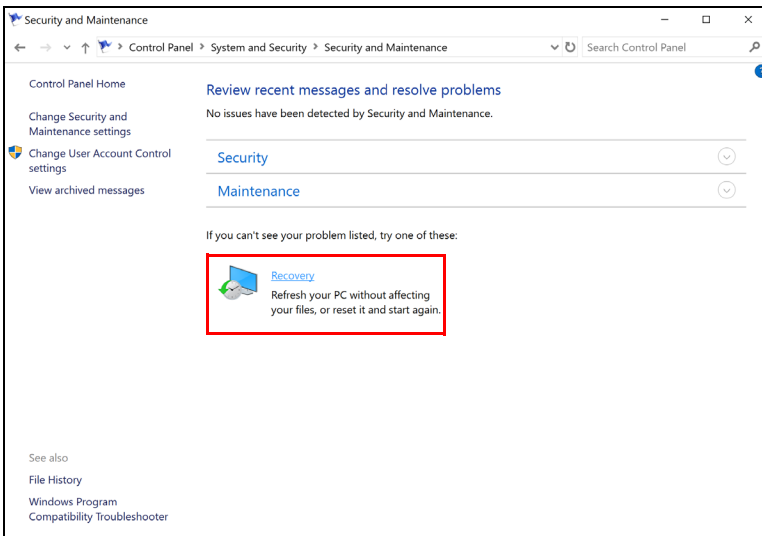 Security and Maintenance
Control Panel > System and Security > Security and Maintenance
Search Control Panel
Control Panel Home
Change Security and
Maintenance settings
Change User Account Control
settings
View archived messages
Review recent messages and resolve problems
No issues have been detected by Security and Maintenance.
Security
Maintenance
If you can't see your problem listed, try one of these:
Recovery
Refresh your PC without affecting
your files, or reset it and start again.
See also
File History
Windows Program
Compatibility Troubleshooter